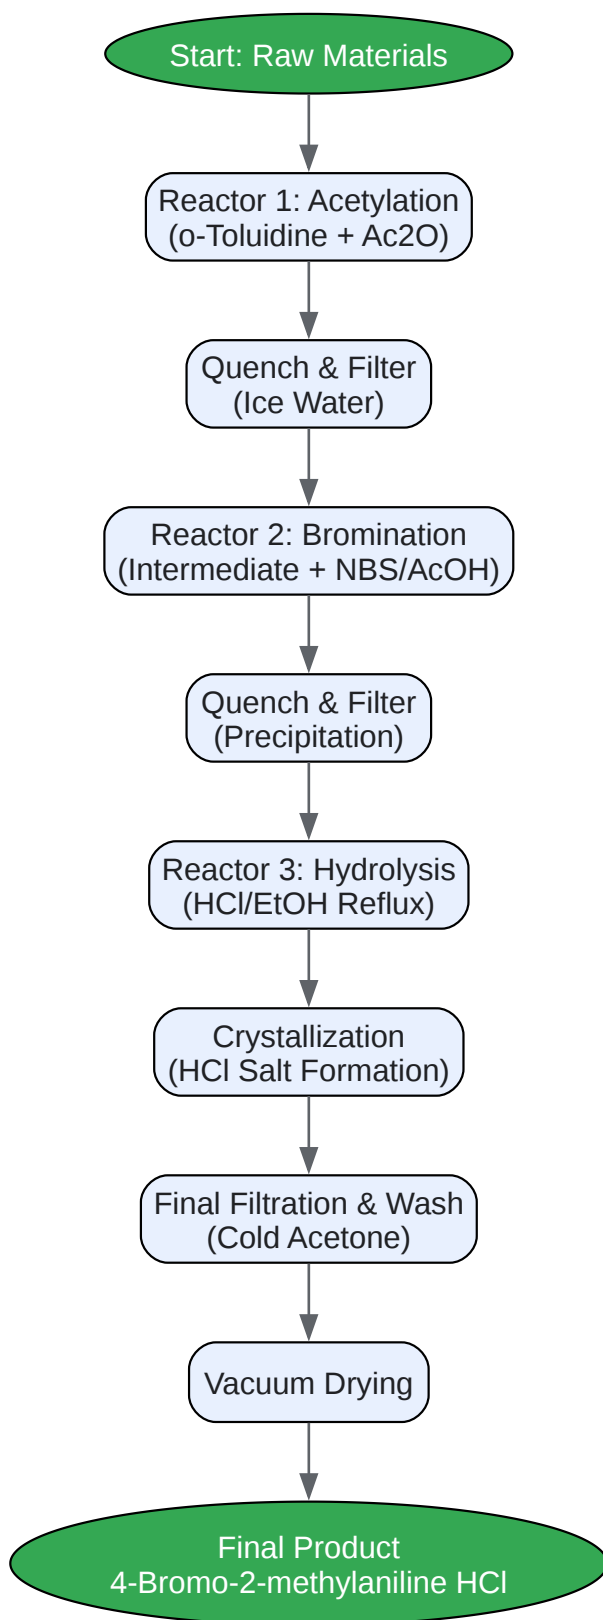 Start: Raw Materials
Reactor 1: Acetylation
(o-Toluidine + Ac2O)
Quench & Filter
(Ice Water)
Reactor 2: Bromination
(Intermediate + NBS/AcOH)
Quench & Filter
(Precipitation)
Reactor 3: Hydrolysis
(HCl/EtOH Reflux)
Crystallization
(HCl Salt Formation)
Final Filtration & Wash
(Cold Acetone)
Vacuum Drying
Final Product
4-Bromo-2-methylaniline HCl